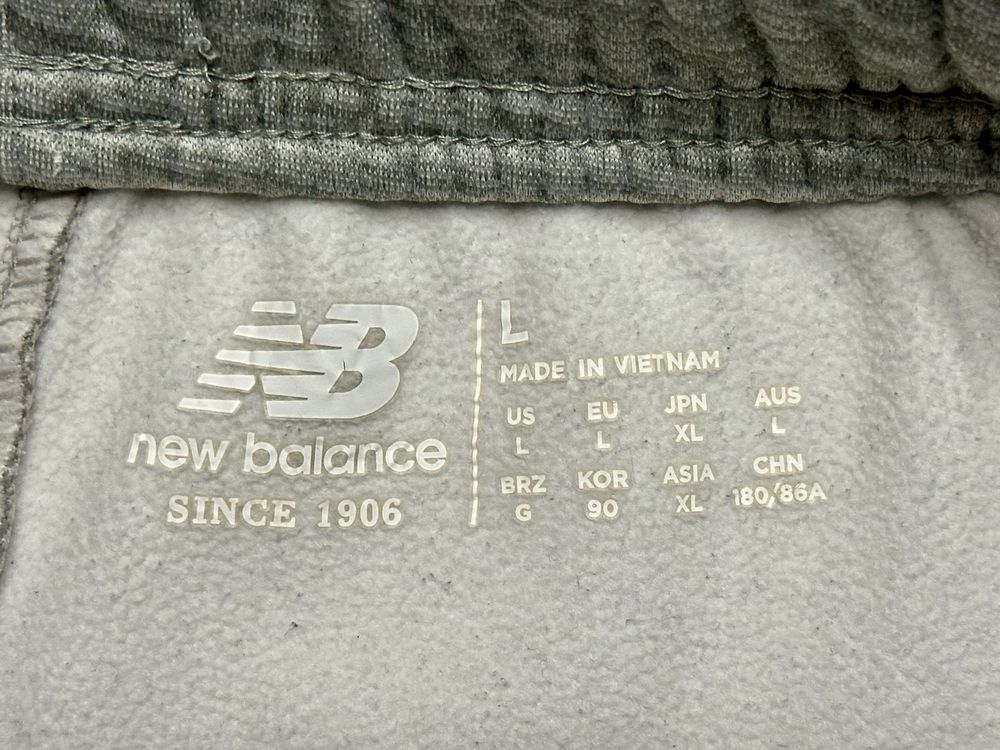 NB
new balance
SINCE 1906
L
MADE IN VIETNAM
US EU JPN AUS
L L XL L
BRZ KOR ASIA CHN
G 90 XL 180/86A